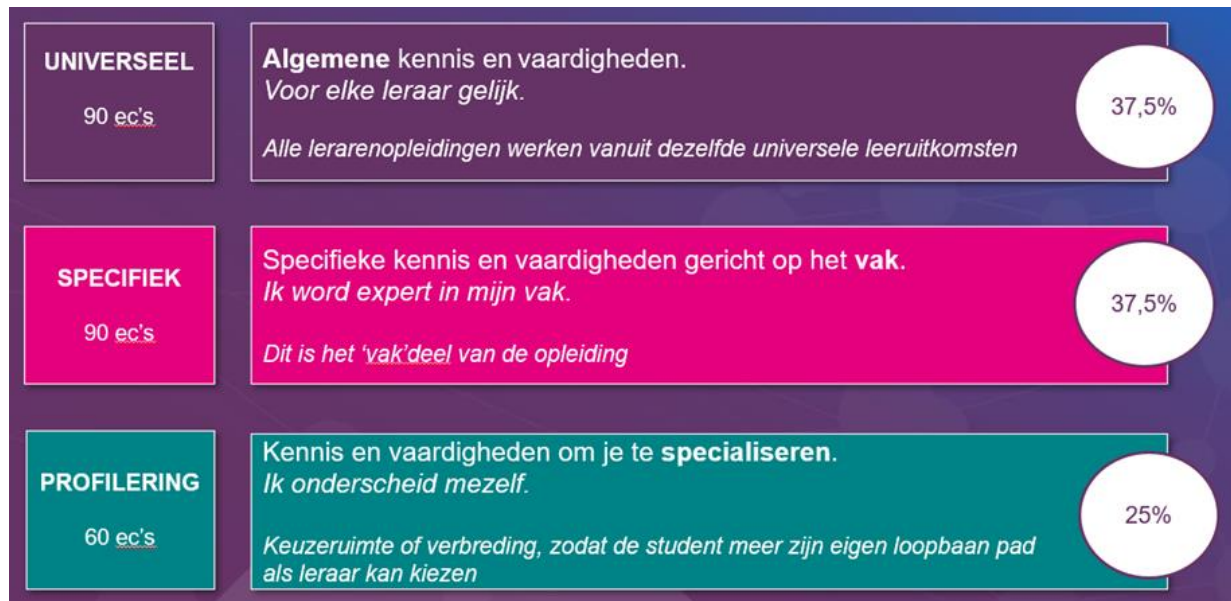 UNIVERSEEL
90 ec's
Algemene kennis en vaardigheden.
Voor elke leraar gelijk.
Alle lerarenopleidingen werken vanuit dezelfde universele leeruitkomsten
37,5%
SPECIFIEK
90 ec's
Specifieke kennis en vaardigheden gericht op het vak.
Ik word expert in mijn vak.
Dit is het ‘vak’deel van de opleiding
37,5%
PROFILERING
60 ec's
Kennis en vaardigheden om je te specialiseren.
Ik onderscheid mezelf.
Keuzeruimte of verbreding, zodat de student meer zijn eigen loopbaan pad
als leraar kan kiezen
25%